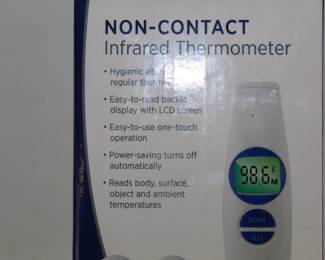 NON-CONTACT
Infrared Thermometer
• Hygienic
regular
• Easy-to-read backlit
display with LCD screen
• Easy-to-use one-touch
operation
• Power-saving turns off
automatically
• Reads body, surface,
object and ambient
temperatures
98.6°F
M
SCAN